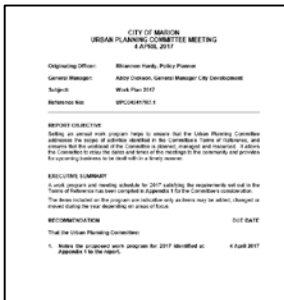 CITY OF MARION
URBAN PLANNING COMMITTEE MEETING
4 APRIL 2017
Originating Officer: Rhiannon Hardy, Policy Planner
General Manager: Abby Dickson, General Manager City Development
Subject: Work Plan 2017
Reference No:
REPORT OBJECTIVE
Setting an annual work program helps to ensure that the Urban Planning Committee
addresses the scope of activities identified in the Committee's Terms of Reference, and
ensures that the workload of the Committee is planned, managed and resourced. It allows
the Committee to relay the dates and times of the meetings to the community and provides
for upcoming business to be dealt with in a timely manner.
EXECUTIVE SUMMARY
A work program and meeting schedule for 2017 satisfying the requirements set out in the
Terms of Reference has been compiled in Appendix 1 for the Committee's consideration.
The items included on the program are indicative only as items may be added, changed or
moved during the year depending on areas of focus.
RECOMMENDATION DUE DATE
That the Urban Planning Committee:
1. Notes the proposed work program for 2017 identified at 4 April 2017
Appendix 1 to the report.